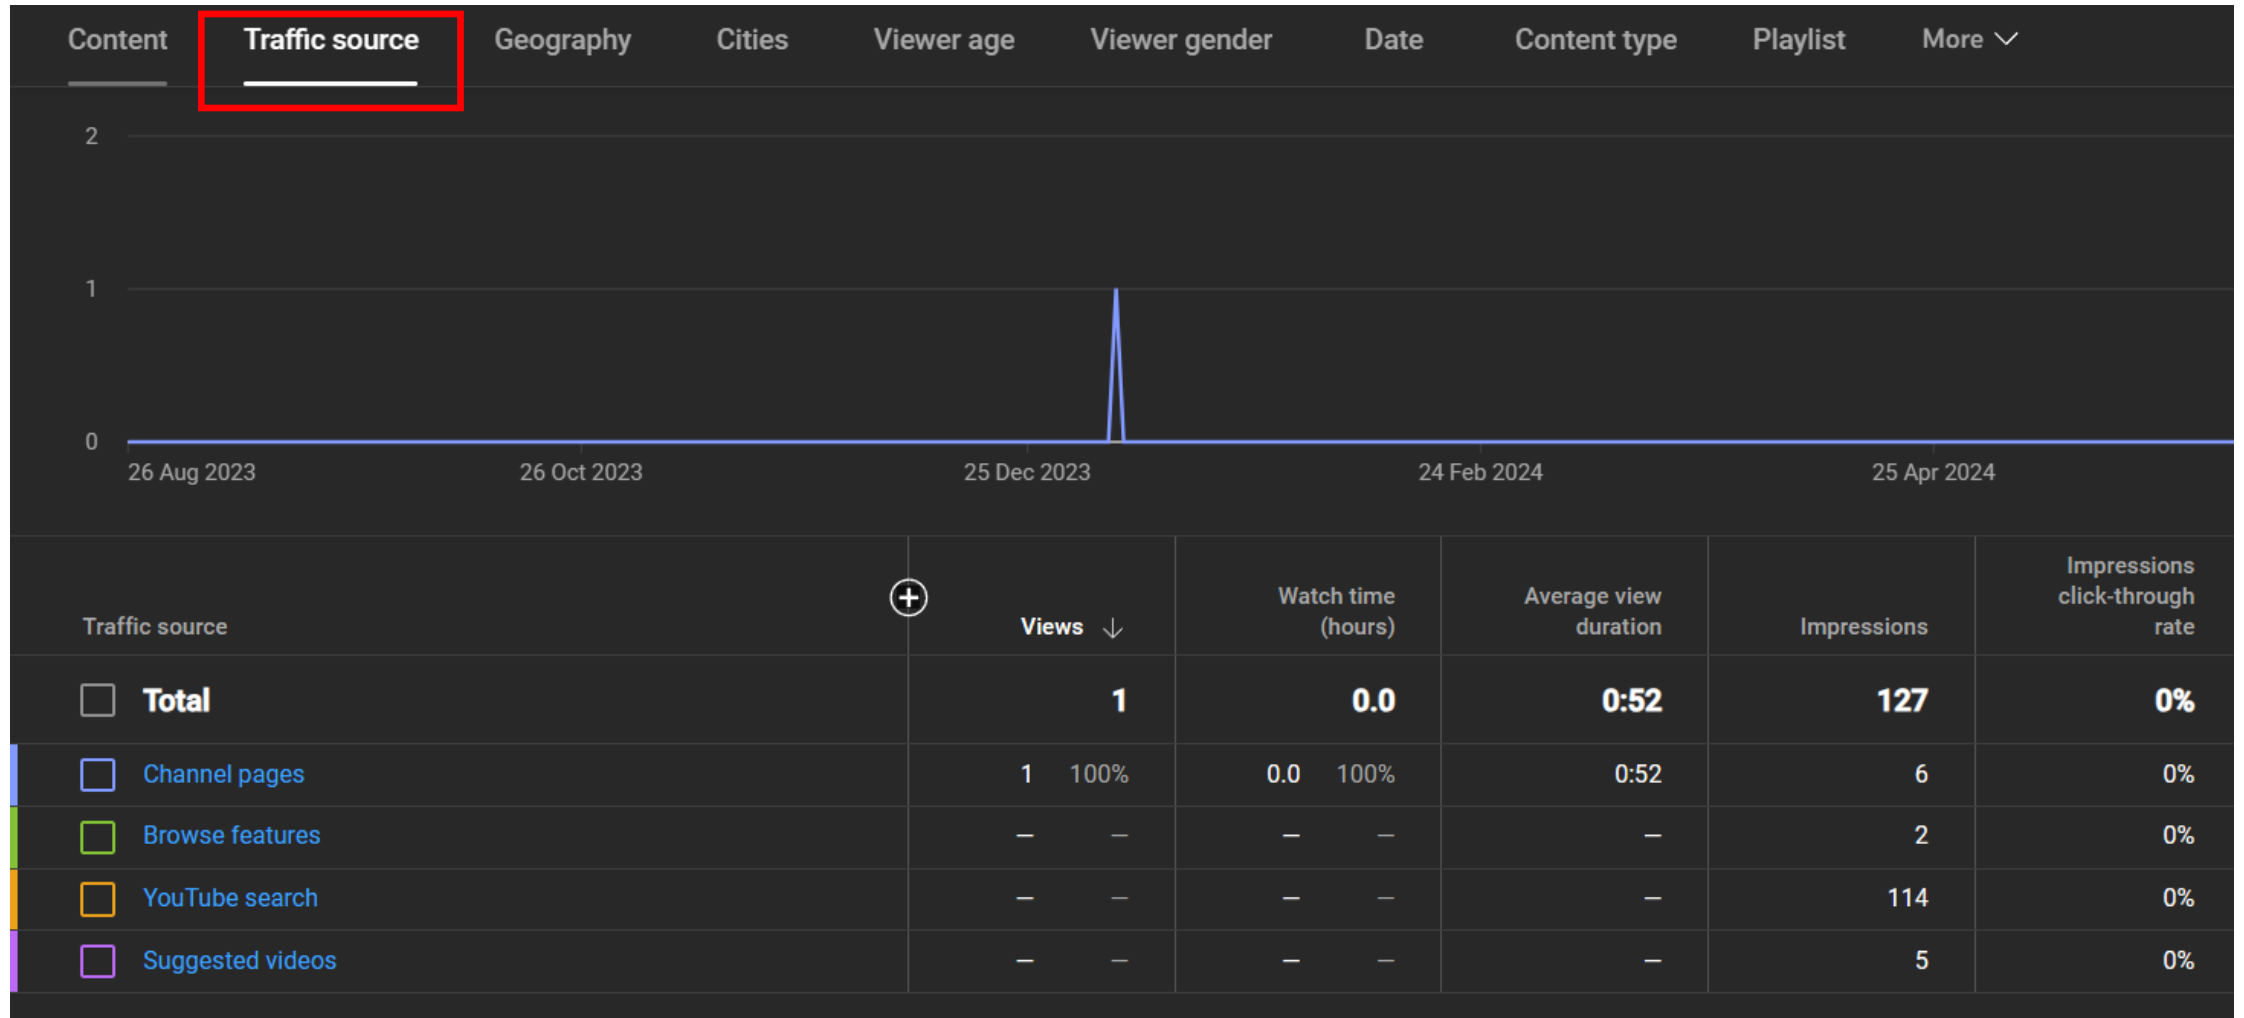 Content Traffic source Geography Cities Viewer age Viewer gender Date Content type Playlist More
2
1
0
26 Aug 2023 26 Oct 2023 25 Dec 2023 24 Feb 2024 25 Apr 2024
Traffic source Views Watch time (hours) Average view duration Impressions Impressions click-through rate
Total 1 0.0 0:52 127 0%
Channel pages 1 100% 0.0 100% 0:52 6 0%
Browse features — — — — — 2 0%
YouTube search — — — — — 114 0%
Suggested videos — — — — — 5 0%